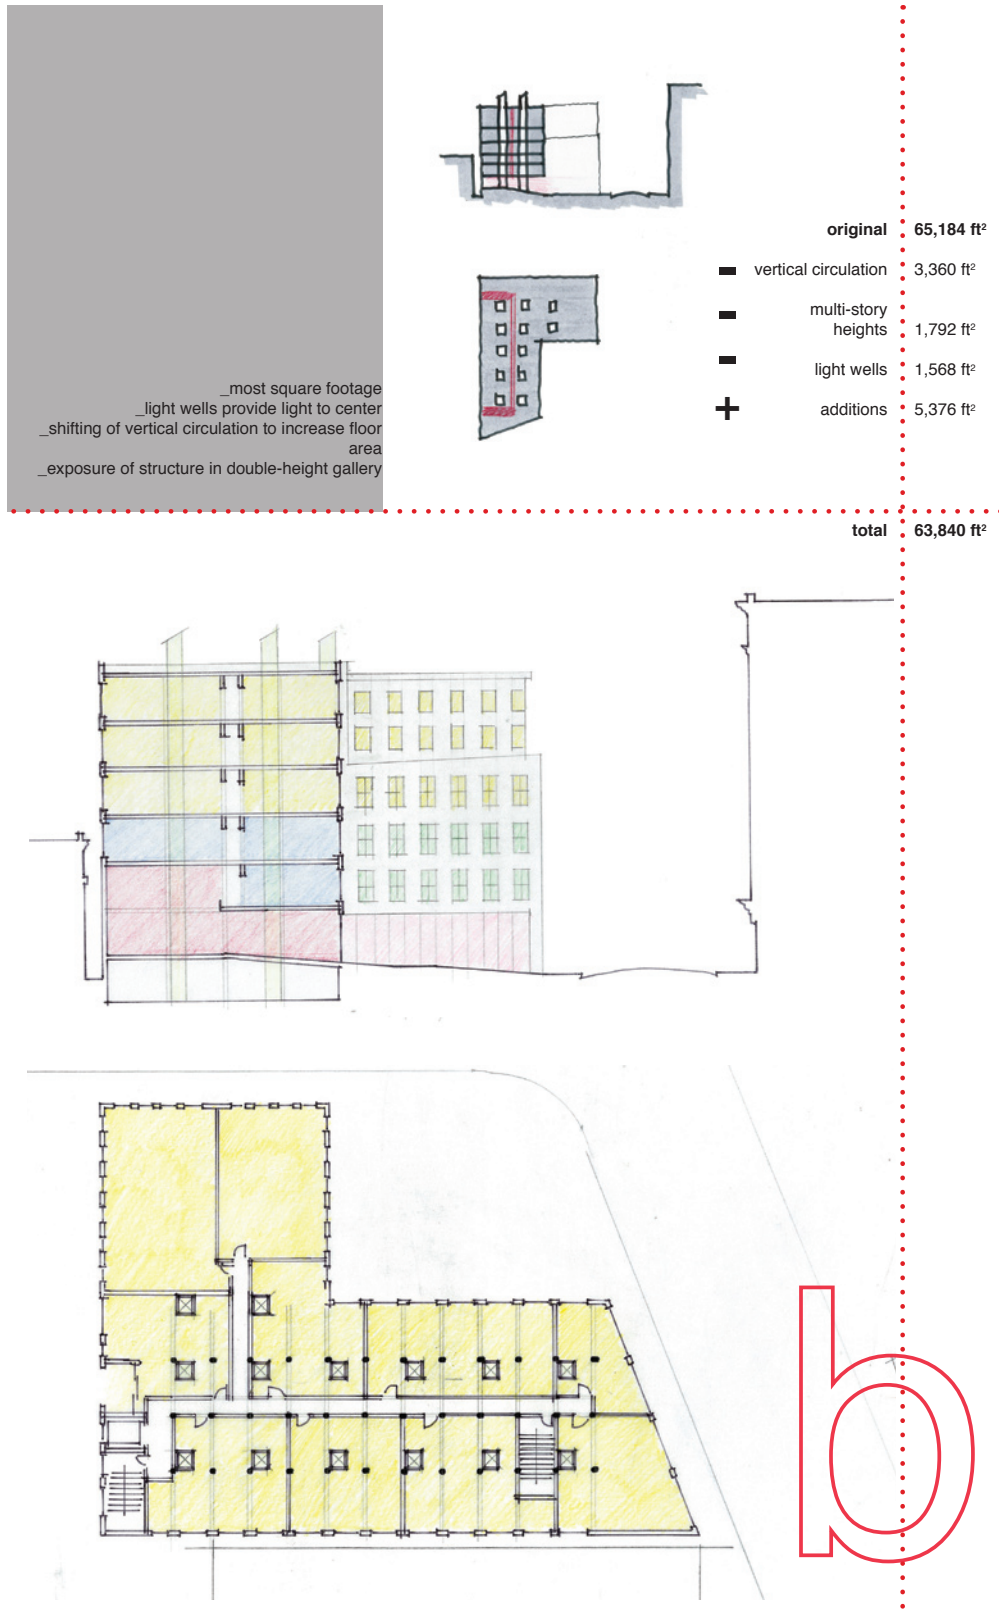 original 65,184 ft²
vertical circulation 3,360 ft²
multi-story
heights 1,792 ft²
light wells 1,568 ft²
+ additions 5,376 ft²
_most square footage
_light wells provide light to center
_shifting of vertical circulation to increase floor
area
_exposure of structure in double-height gallery
total 63,840 ft²
b